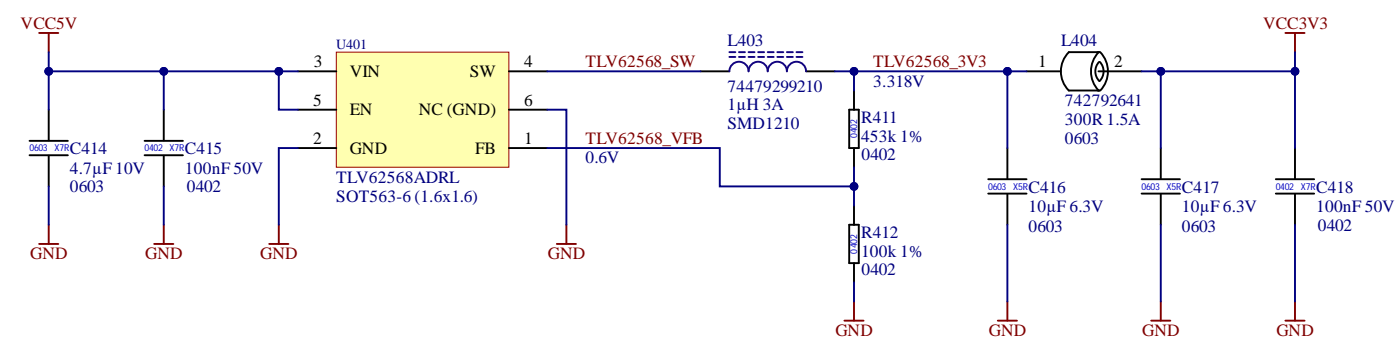 VCC5V
U401
3 VIN SW 4
5 EN NC (GND) 6
2 GND FB 1
TLV62568ADRL
SOT563-6 (1.6x1.6)
0603 X7R C414
4.7µF 10V
0603
GND
0402 X7R C415
100nF 50V
0402
GND
GND
GND
TLV62568_SW
TLV62568_VFB
0.6V
L403
74479299210
1µH 3A
SMD1210
TLV62568_3V3
3.318V
0402 R411
453k 1%
0402
0402 R412
100k 1%
0402
GND
L404
1 2
742792641
300R 1.5A
0603
0603 X5R C416
10µF 6.3V
0603
GND
0603 X5R C417
10µF 6.3V
0603
GND
VCC3V3
0402 X7R C418
100nF 50V
0402
GND